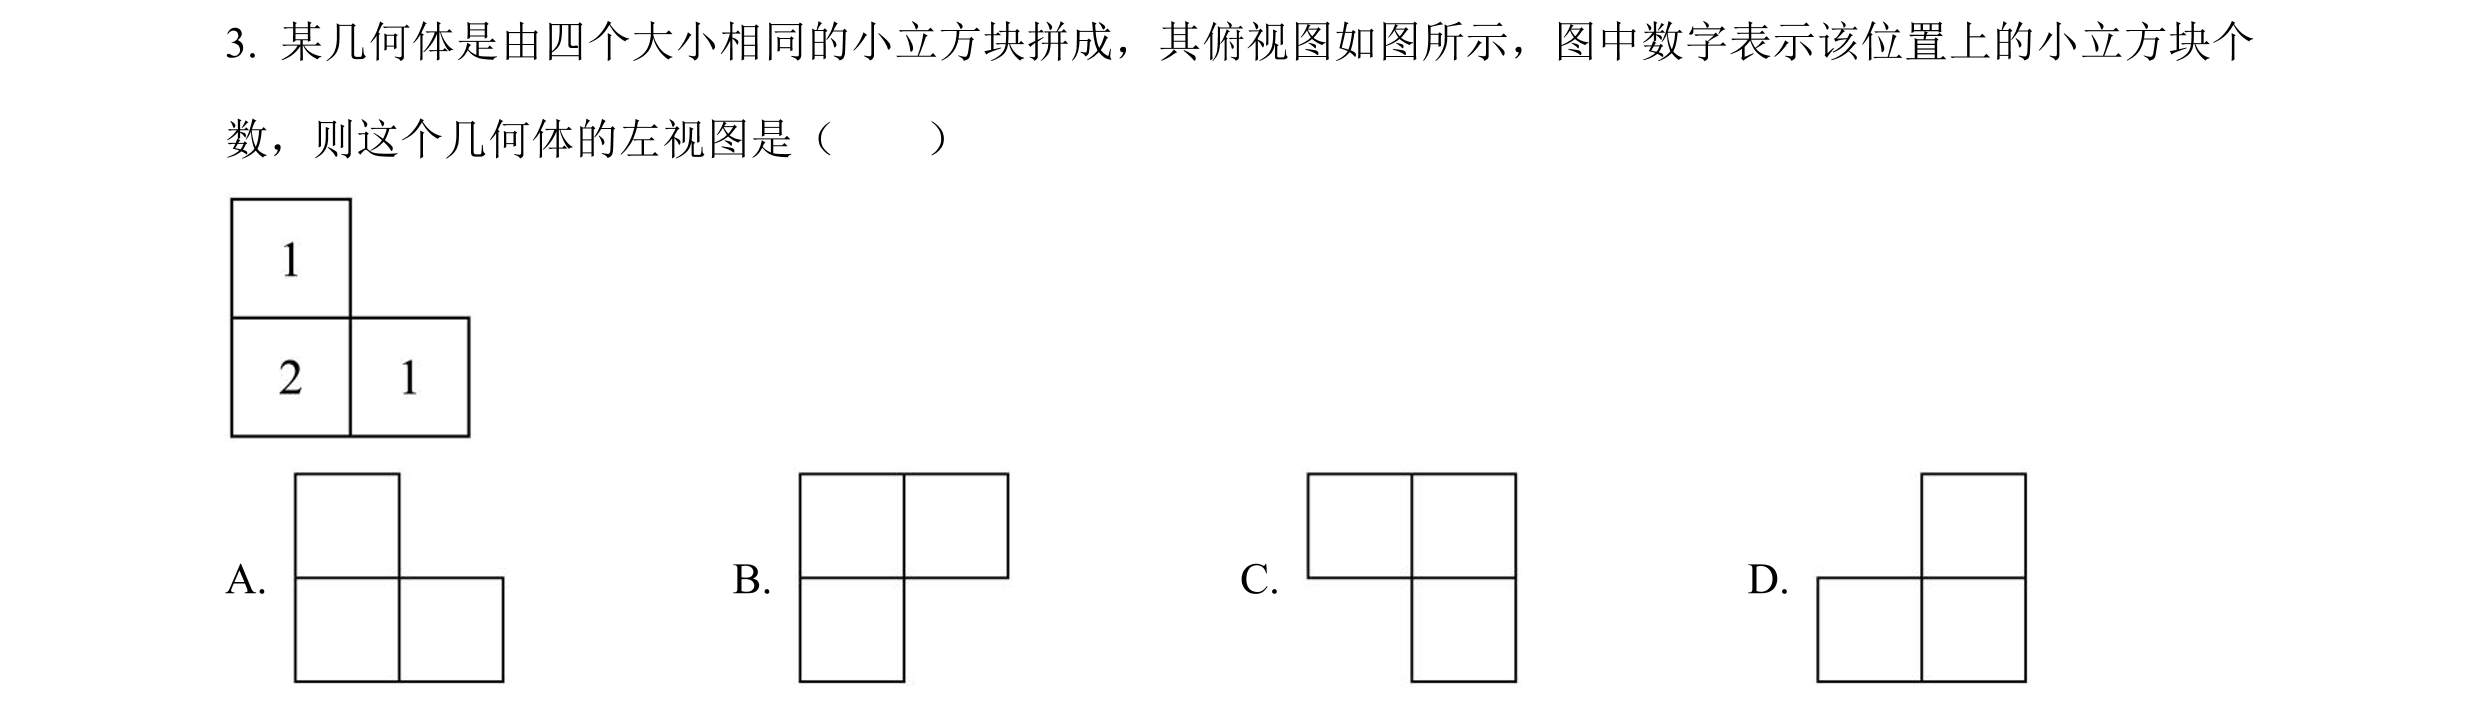 3. 某几何体是由四个大小相同的小立方块拼成，其俯视图如图所示，图中数字表示该位置上的小立方块个
数，则这个几何体的左视图是（　　）
1
2 1
A. B. C. D.